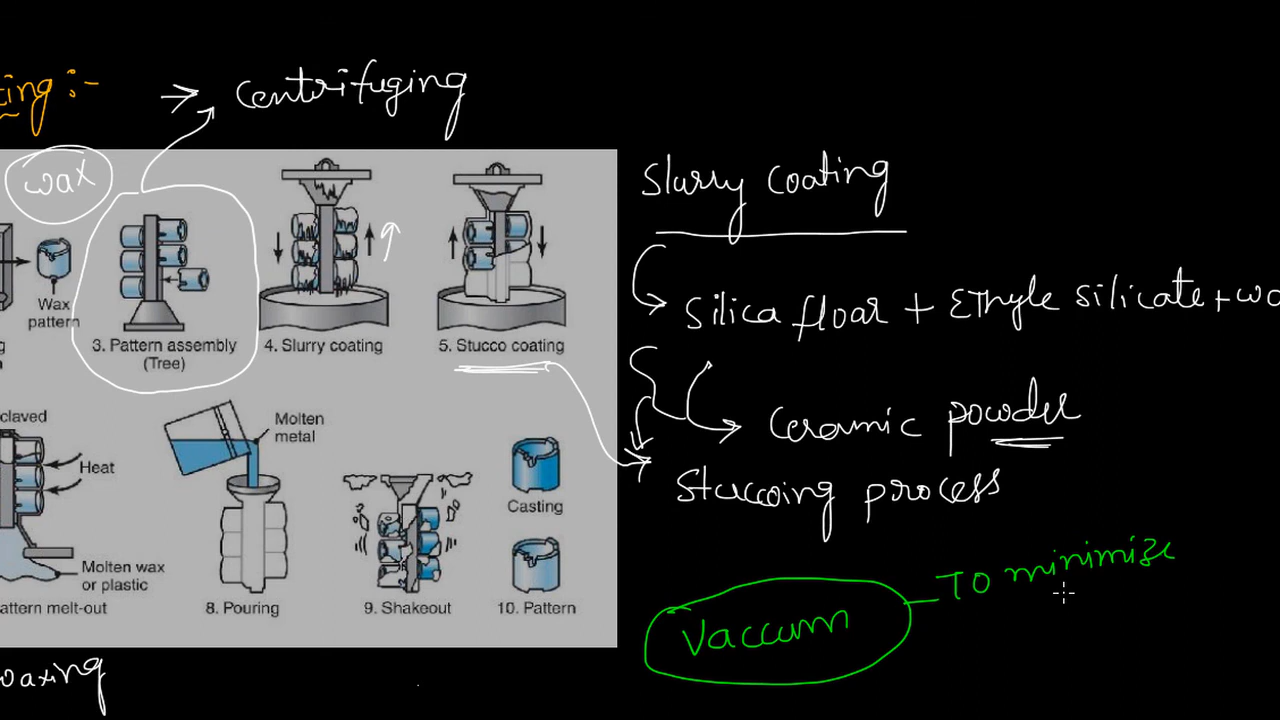 ting :-
→ Centrifuging
wax
Wax
pattern
3. Pattern assembly
(Tree)
4. Slurry coating
5. Stucco coating
Slurry coating
Silica floar + Ethyle silicate + wa
Ceramic powder
Stuccoing process
claved
Heat
Molten wax
or plastic
attern melt-out
Molten
metal
8. Pouring
9. Shakeout
Casting
10. Pattern
Vaccum
To minimise
waxing